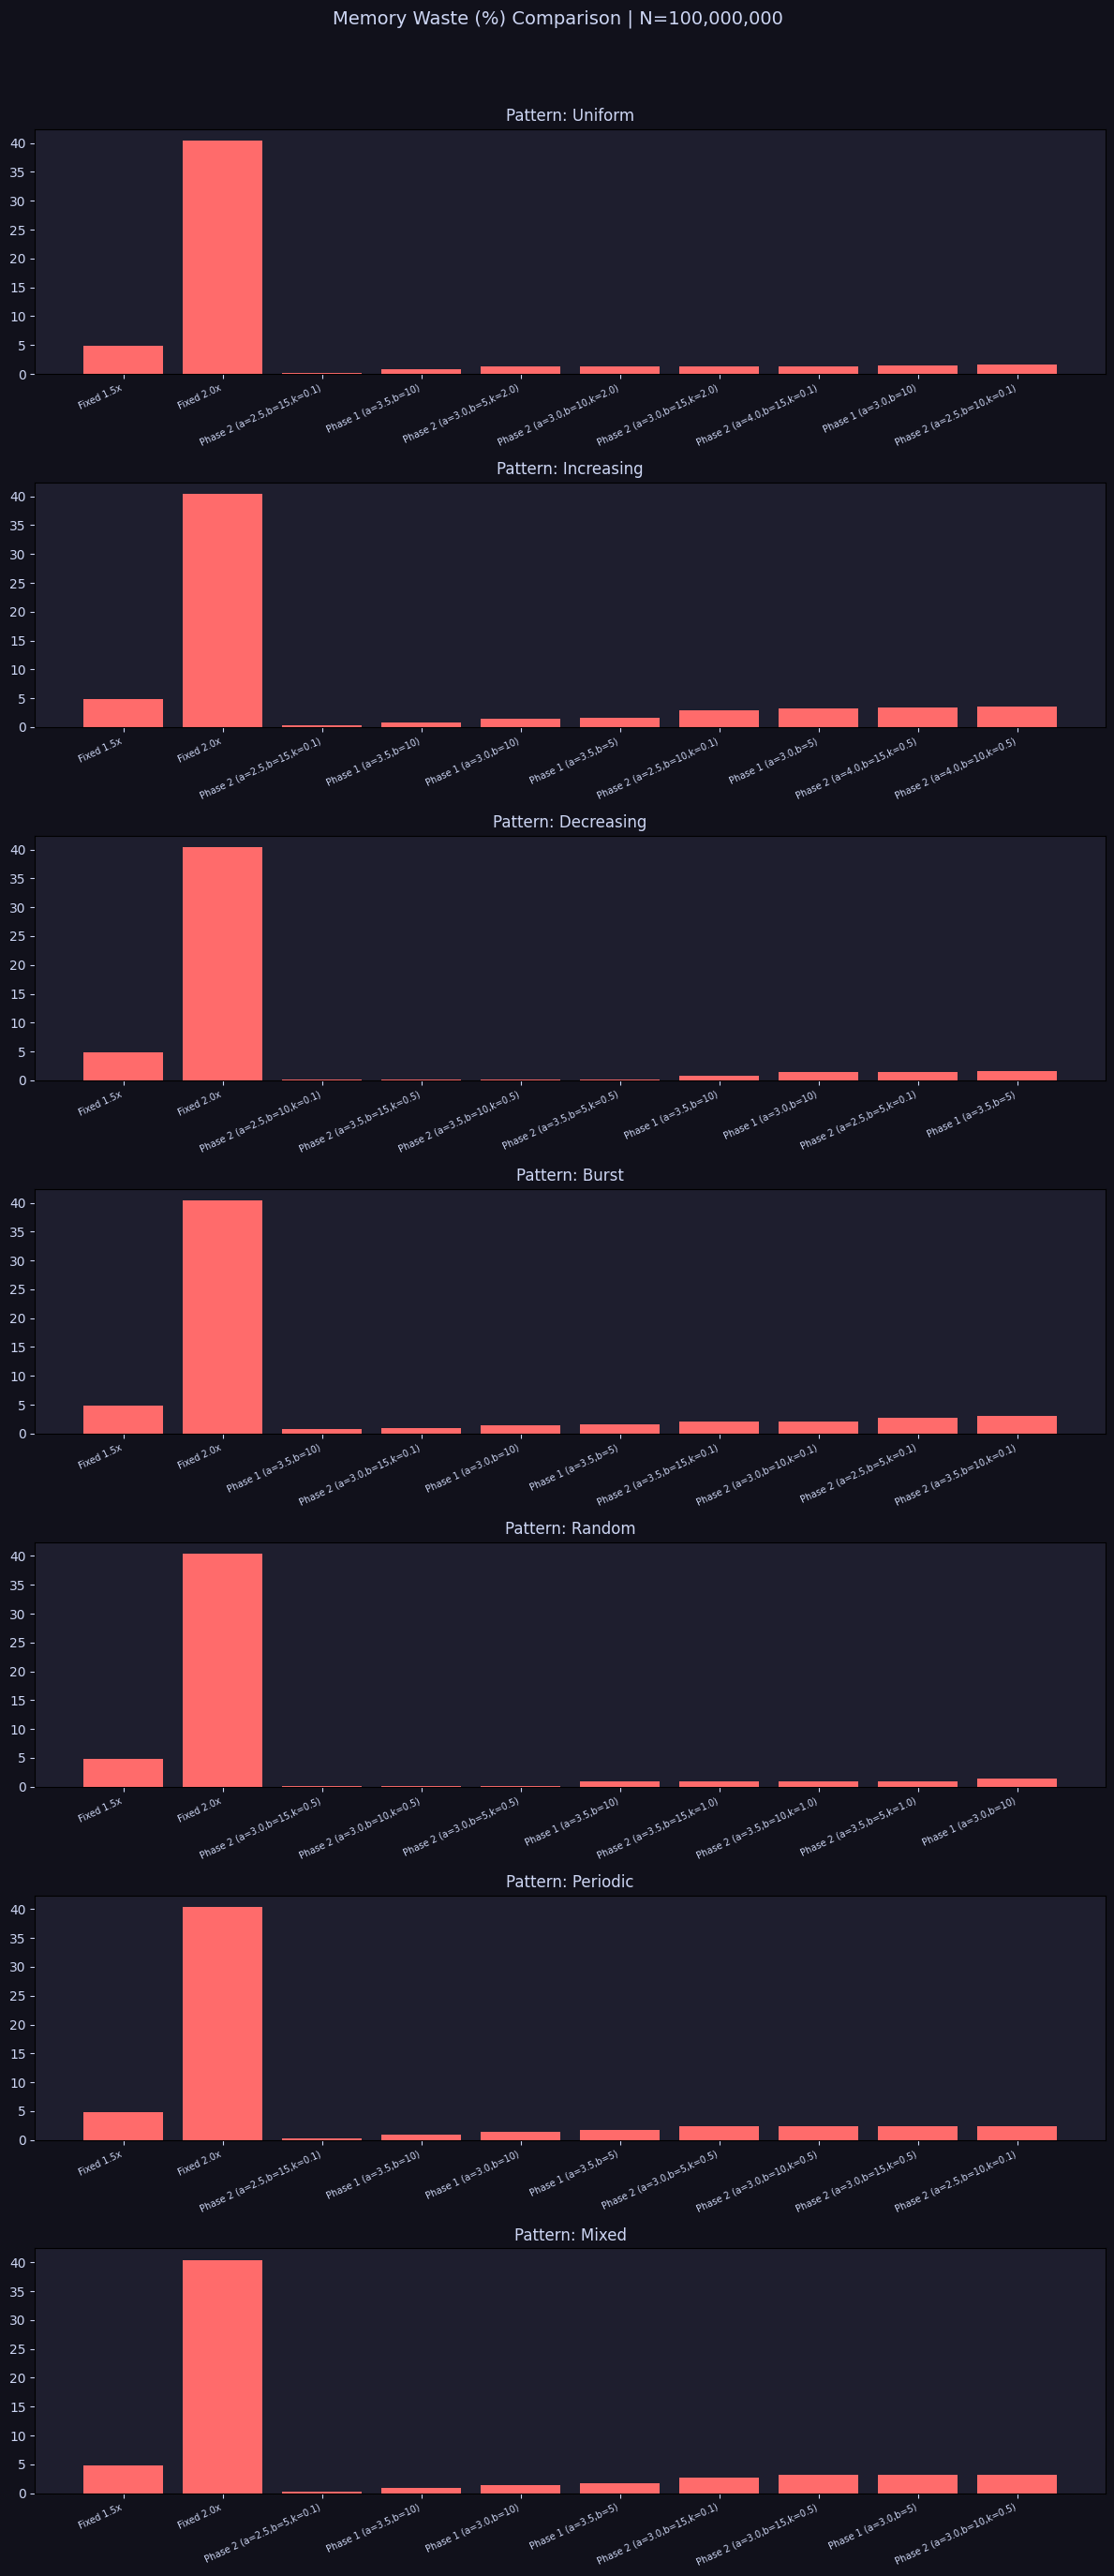 Memory Waste (%) Comparison | N=100,000,000
Pattern: Uniform
40
35
30
25
20
15
10
5
0
Fixed 1.5x
Fixed 2.0x
Phase 2 (a=2.5,b=15,k=0.1)
Phase 1 (a=3.5,b=10)
Phase 2 (a=3.0,b=5,k=2.0)
Phase 2 (a=3.0,b=10,k=2.0)
Phase 2 (a=3.0,b=15,k=2.0)
Phase 2 (a=4.0,b=15,k=0.1)
Phase 1 (a=3.0,b=10)
Phase 2 (a=2.5,b=10,k=0.1)
Pattern: Increasing
40
35
30
25
20
15
10
5
0
Fixed 1.5x
Fixed 2.0x
Phase 2 (a=2.5,b=15,k=0.1)
Phase 1 (a=3.5,b=10)
Phase 1 (a=3.0,b=10)
Phase 1 (a=3.5,b=5)
Phase 2 (a=2.5,b=10,k=0.1)
Phase 1 (a=3.0,b=5)
Phase 2 (a=4.0,b=15,k=0.5)
Phase 2 (a=4.0,b=10,k=0.5)
Pattern: Decreasing
40
35
30
25
20
15
10
5
0
Fixed 1.5x
Fixed 2.0x
Phase 2 (a=2.5,b=10,k=0.1)
Phase 2 (a=3.5,b=15,k=0.5)
Phase 2 (a=3.5,b=10,k=0.5)
Phase 2 (a=3.5,b=5,k=0.5)
Phase 1 (a=3.5,b=10)
Phase 1 (a=3.0,b=10)
Phase 2 (a=2.5,b=5,k=0.1)
Phase 1 (a=3.5,b=5)
Pattern: Burst
40
35
30
25
20
15
10
5
0
Fixed 1.5x
Fixed 2.0x
Phase 1 (a=3.5,b=10)
Phase 2 (a=3.0,b=15,k=0.1)
Phase 1 (a=3.0,b=10)
Phase 1 (a=3.5,b=5)
Phase 2 (a=3.5,b=15,k=0.1)
Phase 2 (a=3.0,b=10,k=0.1)
Phase 2 (a=2.5,b=5,k=0.1)
Phase 2 (a=3.5,b=10,k=0.1)
Pattern: Random
40
35
30
25
20
15
10
5
0
Fixed 1.5x
Fixed 2.0x
Phase 2 (a=3.0,b=15,k=0.5)
Phase 2 (a=3.0,b=10,k=0.5)
Phase 2 (a=3.0,b=5,k=0.5)
Phase 1 (a=3.5,b=10)
Phase 2 (a=3.5,b=15,k=1.0)
Phase 2 (a=3.5,b=10,k=1.0)
Phase 2 (a=3.5,b=5,k=1.0)
Phase 1 (a=3.0,b=10)
Pattern: Periodic
40
35
30
25
20
15
10
5
0
Fixed 1.5x
Fixed 2.0x
Phase 2 (a=2.5,b=15,k=0.1)
Phase 1 (a=3.5,b=10)
Phase 1 (a=3.0,b=10)
Phase 1 (a=3.5,b=5)
Phase 2 (a=3.0,b=5,k=0.5)
Phase 2 (a=3.0,b=10,k=0.5)
Phase 2 (a=3.0,b=15,k=0.5)
Phase 2 (a=2.5,b=10,k=0.1)
Pattern: Mixed
40
35
30
25
20
15
10
5
0
Fixed 1.5x
Fixed 2.0x
Phase 2 (a=2.5,b=5,k=0.1)
Phase 1 (a=3.5,b=10)
Phase 1 (a=3.0,b=10)
Phase 1 (a=3.5,b=5)
Phase 2 (a=3.0,b=15,k=0.1)
Phase 2 (a=3.0,b=15,k=0.5)
Phase 1 (a=3.0,b=5)
Phase 2 (a=3.0,b=10,k=0.5)